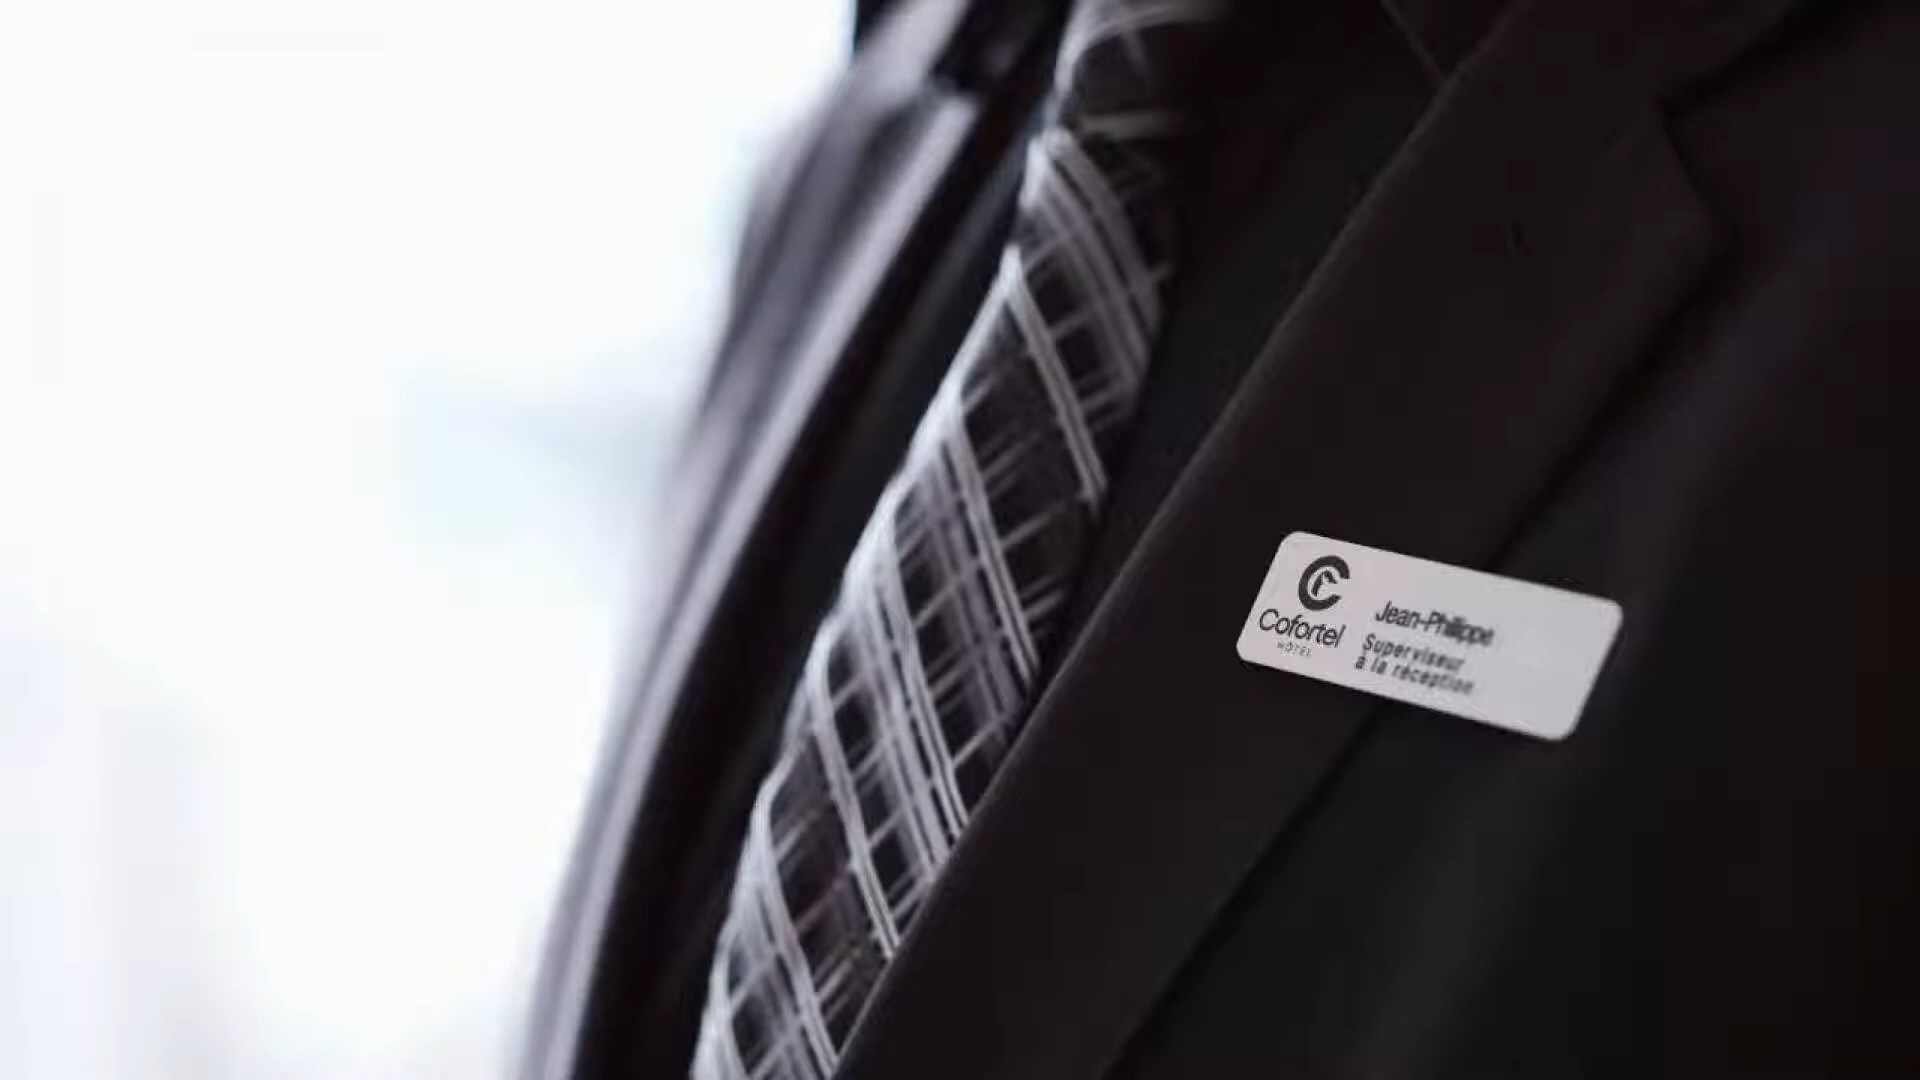 Cofortel
HÔTEL
Jean-Philippe
Superviseur
à la réception